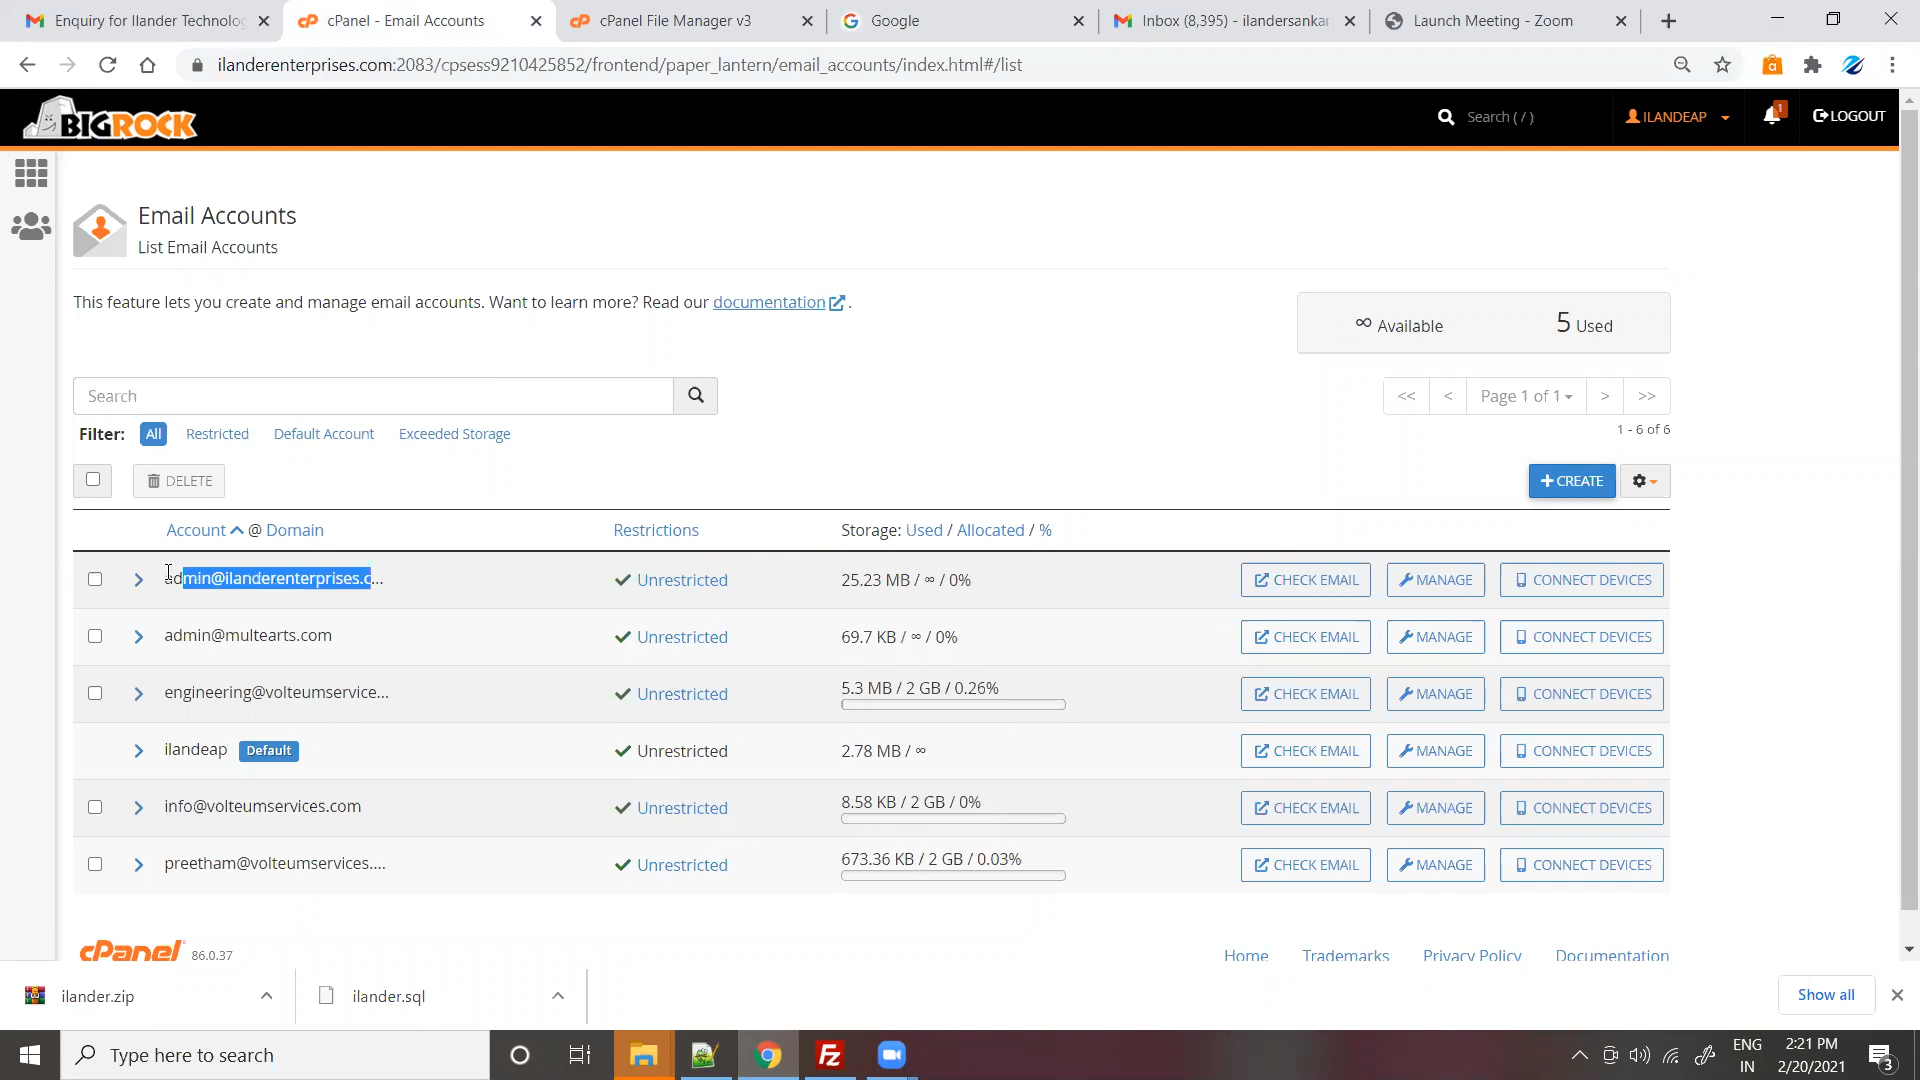 Enquiry for Ilander Technolog
cPanel - Email Accounts
cPanel File Manager v3
Google
Inbox (8,395) - ilandersankar
Launch Meeting - Zoom
ilanderenterprises.com:2083/cpsess9210425852/frontend/paper_lantern/email_accounts/index.html#/list
BIGROCK
Search ( / )
ILANDEAP
1
LOGOUT
Email Accounts
List Email Accounts
This feature lets you create and manage email accounts. Want to learn more? Read our documentation .
∞ Available 5 Used
Search
<< < Page 1 of 1 > >>
Filter: All Restricted Default Account Exceeded Storage
1 - 6 of 6
DELETE
+ CREATE
Account @ Domain Restrictions Storage: Used / Allocated / %
admin@ilanderenterprises.c... Unrestricted 25.23 MB / ∞ / 0% CHECK EMAIL MANAGE CONNECT DEVICES
admin@multearts.com Unrestricted 69.7 KB / ∞ / 0% CHECK EMAIL MANAGE CONNECT DEVICES
engineering@volteumservice... Unrestricted 5.3 MB / 2 GB / 0.26% CHECK EMAIL MANAGE CONNECT DEVICES
ilandeap Default Unrestricted 2.78 MB / ∞ CHECK EMAIL MANAGE CONNECT DEVICES
info@volteumservices.com Unrestricted 8.58 KB / 2 GB / 0% CHECK EMAIL MANAGE CONNECT DEVICES
preetham@volteumservices.... Unrestricted 673.36 KB / 2 GB / 0.03% CHECK EMAIL MANAGE CONNECT DEVICES
cPanel 86.0.37
Home Trademarks Privacy Policy Documentation
ilander.zip
ilander.sql
Show all
Type here to search
ENG
IN
2:21 PM
2/20/2021
3